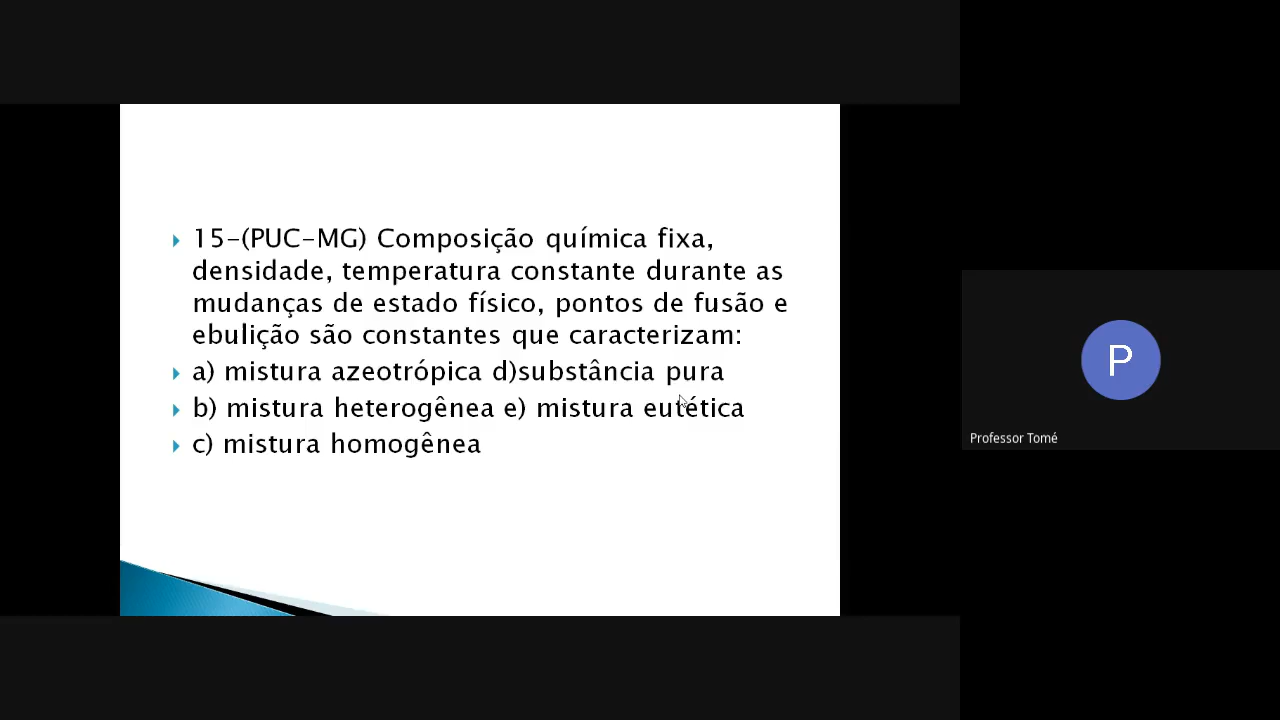 15-(PUC-MG) Composição química fixa,
densidade, temperatura constante durante as
mudanças de estado físico, pontos de fusão e
ebulição são constantes que caracterizam:
a) mistura azeotrópica d)substância pura
b) mistura heterogênea e) mistura eutética
c) mistura homogênea
P
Professor Tomé